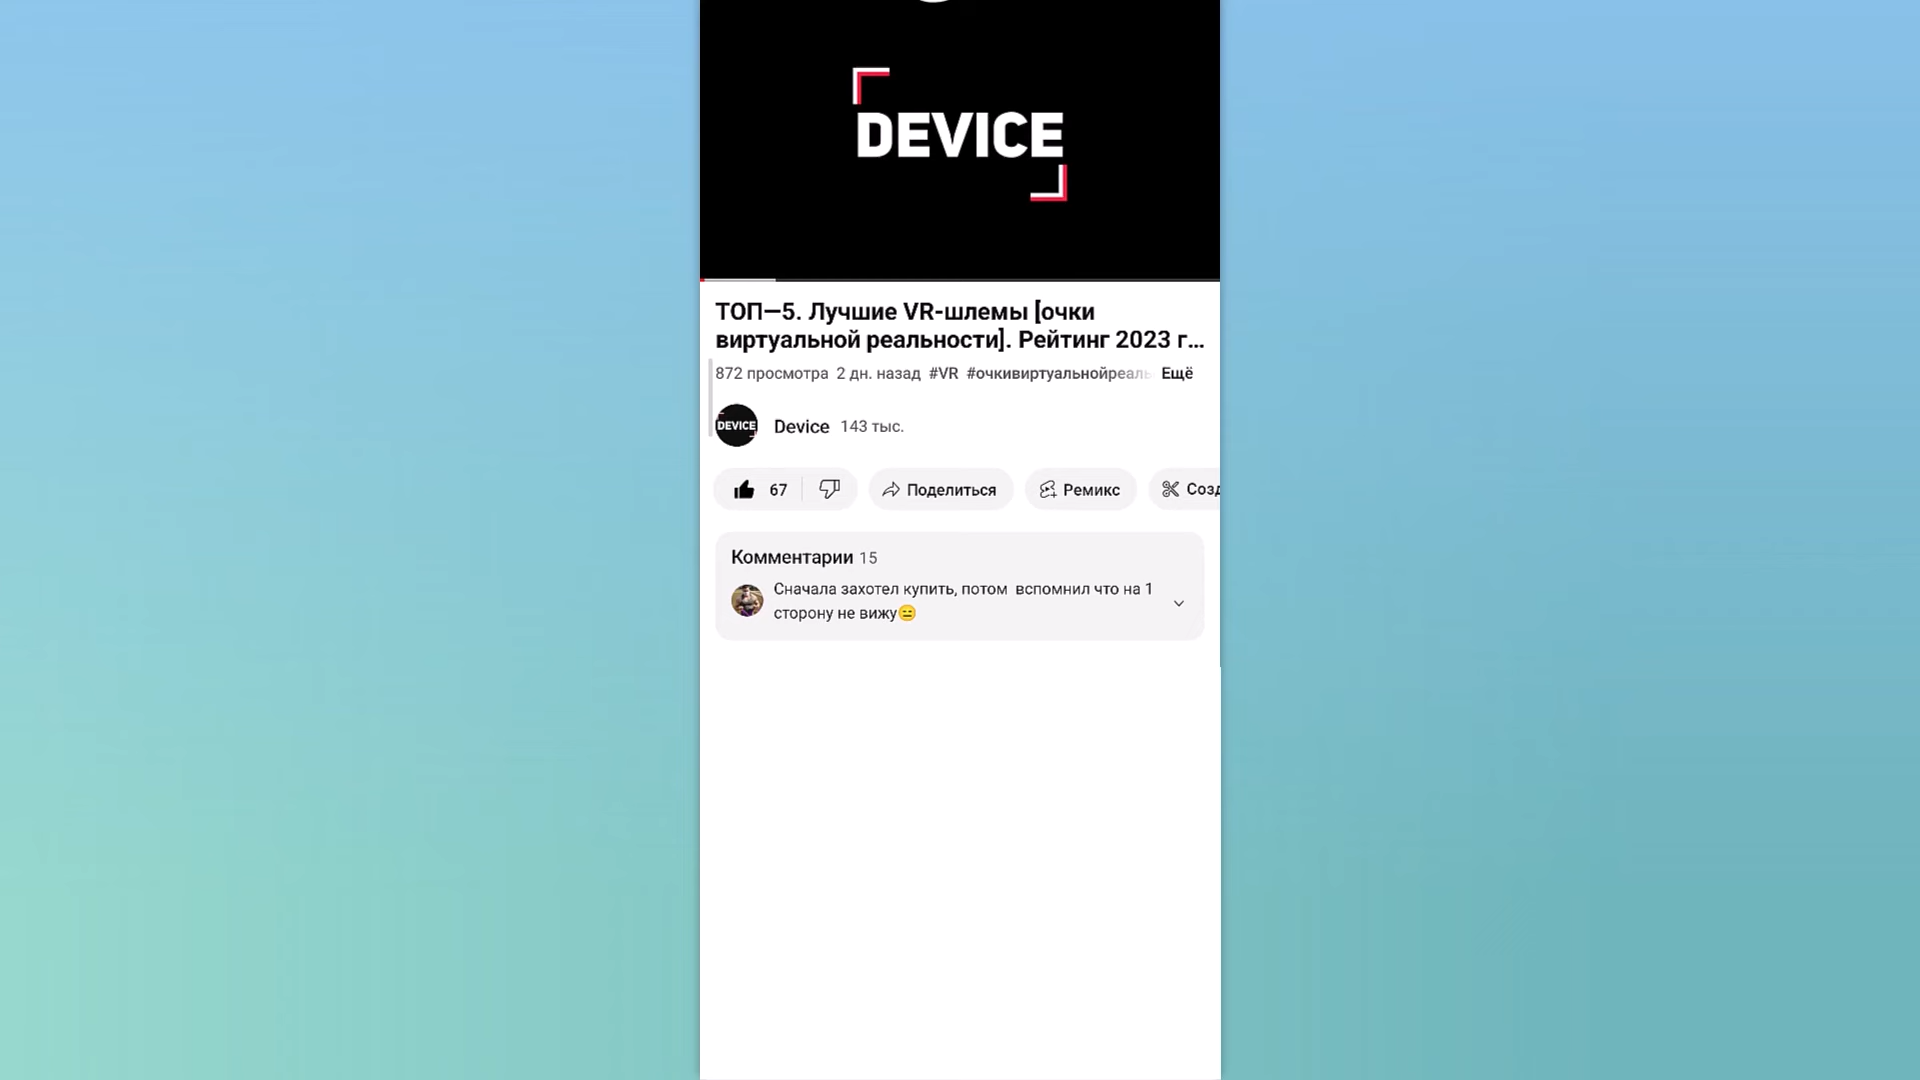 DEVICE
ТОП—5. Лучшие VR-шлемы [очки
виртуальной реальности]. Рейтинг 2023 г...
872 просмотра 2 дн. назад #VR #очкивиртуальнойреаль Ещё
DEVICE
Device 143 тыс.
67 Поделиться Ремикс Созд
Комментарии 15
Сначала захотел купить, потом вспомнил что на 1
сторону не вижу😑